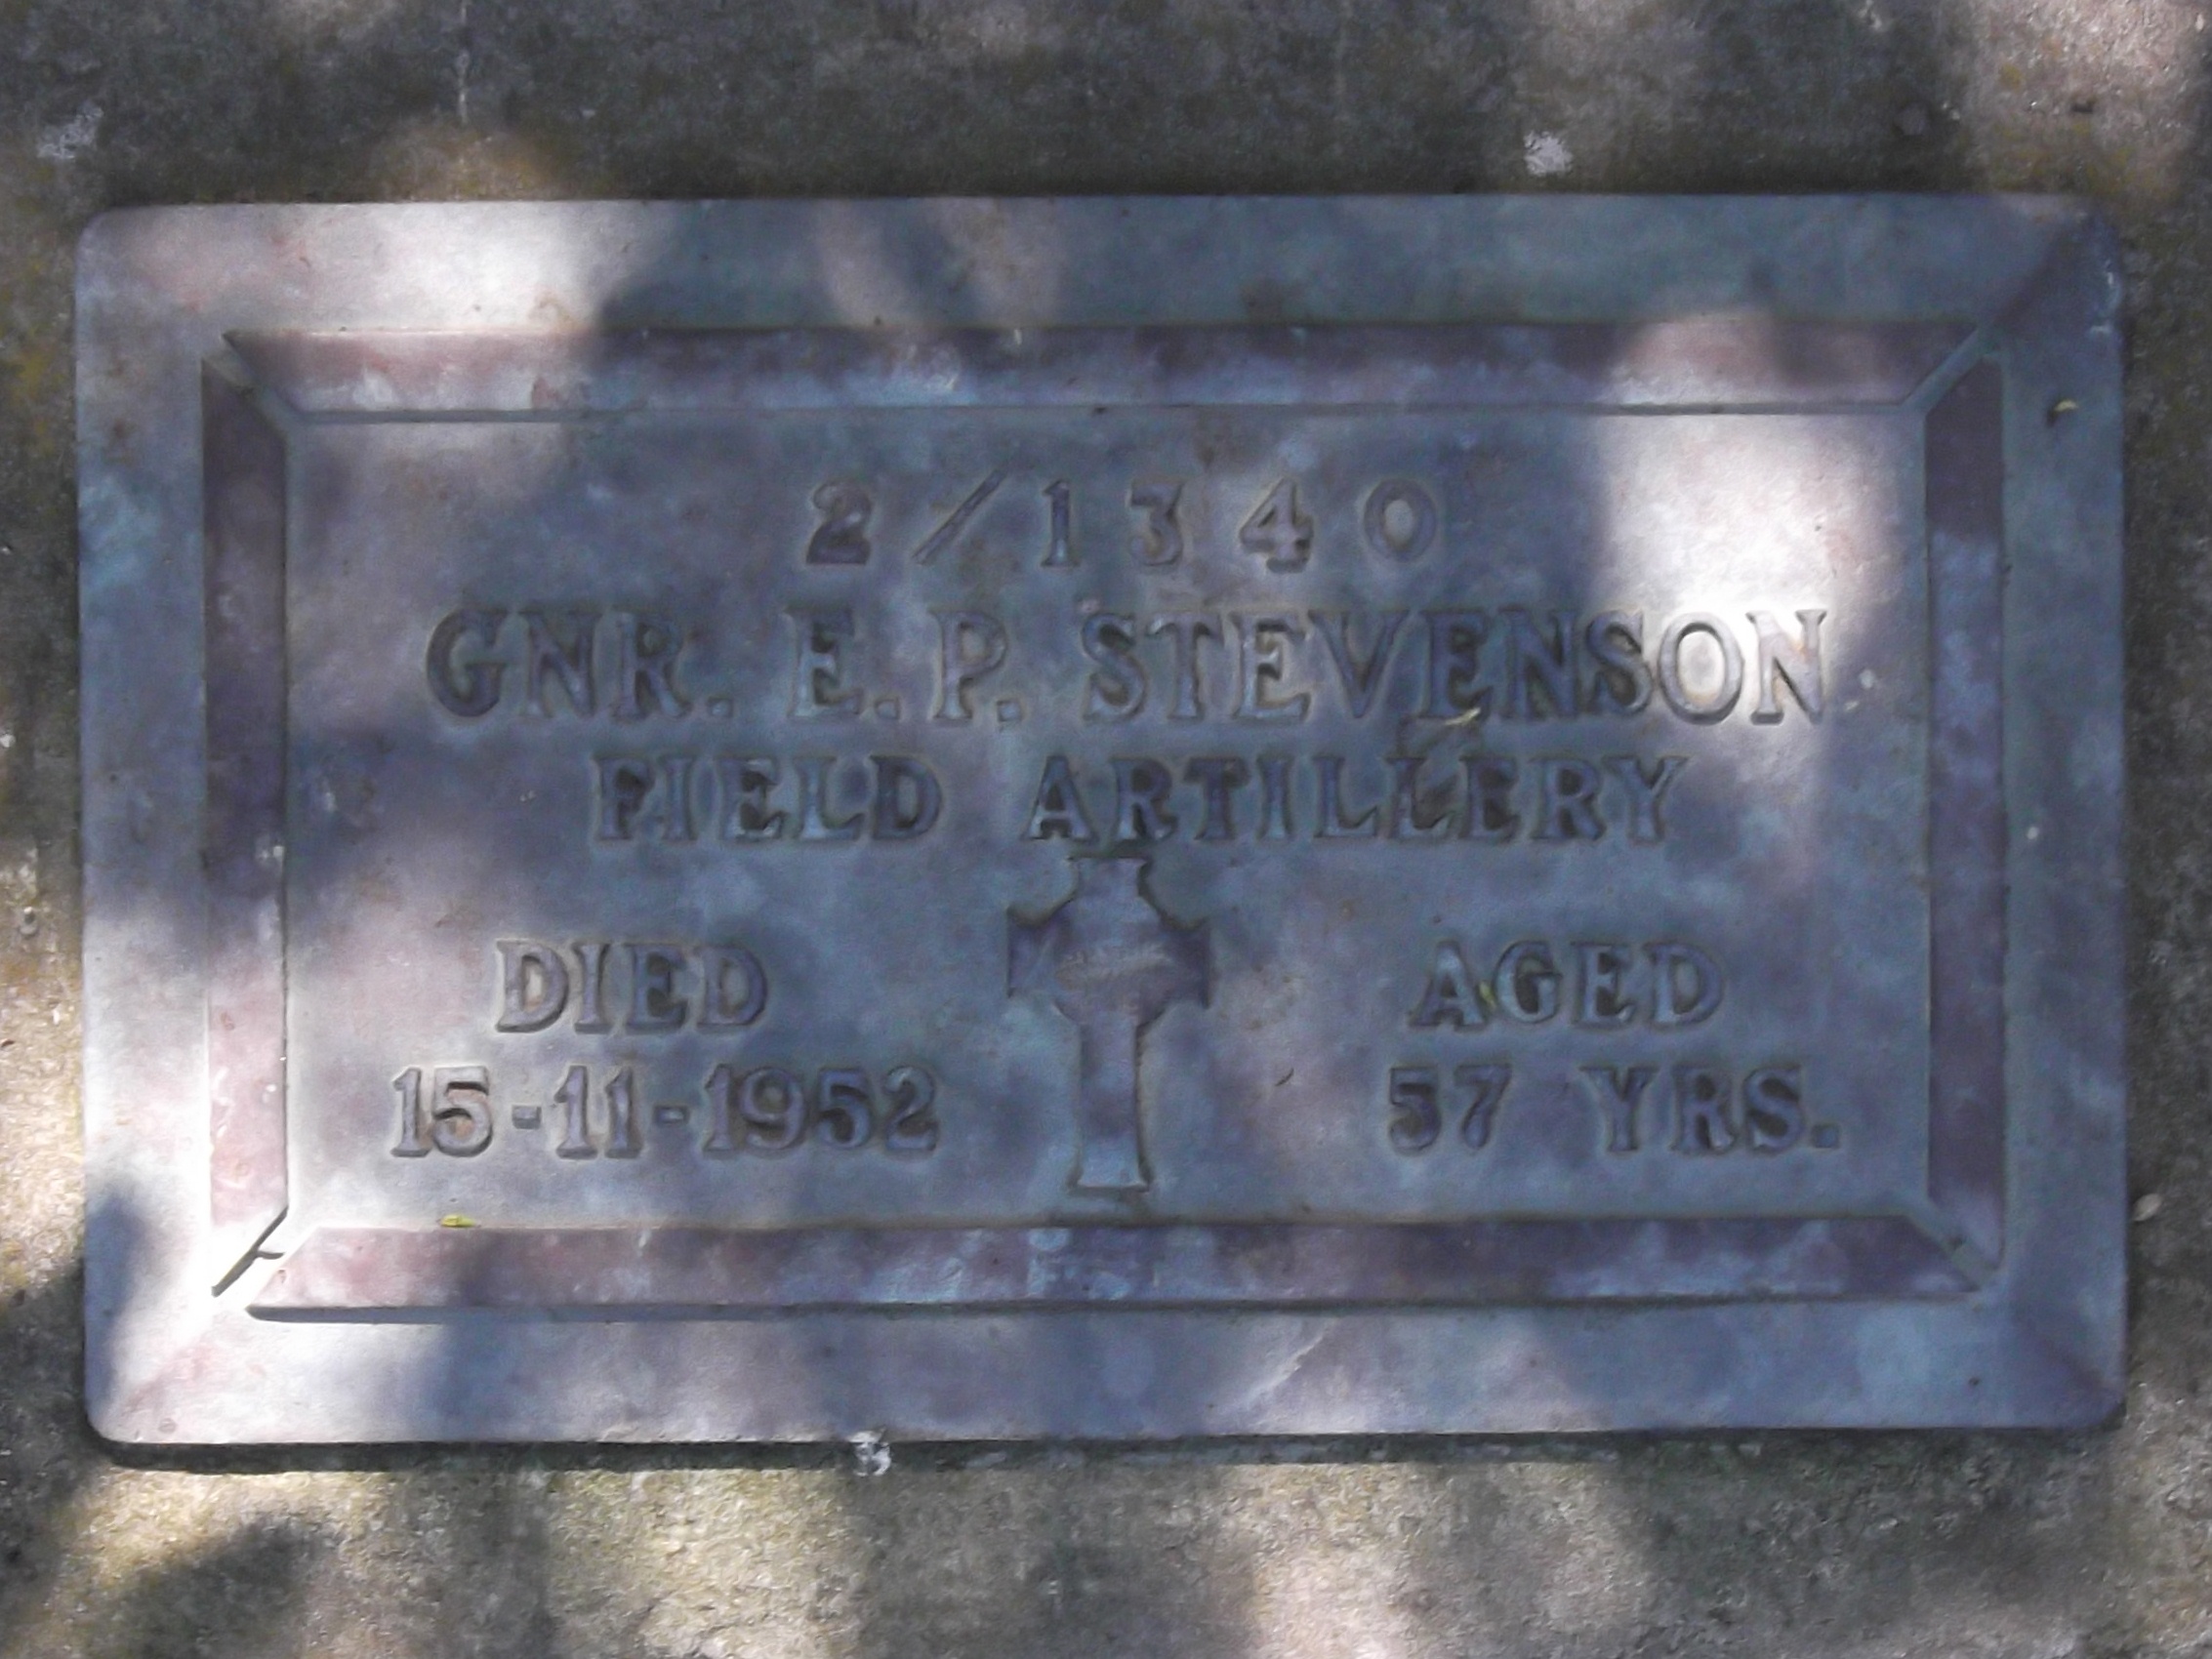 2/1340
GNR. E. P. STEVENSON
FIELD ARTILLERY
DIED
15-11-1952
AGED
57 YRS.